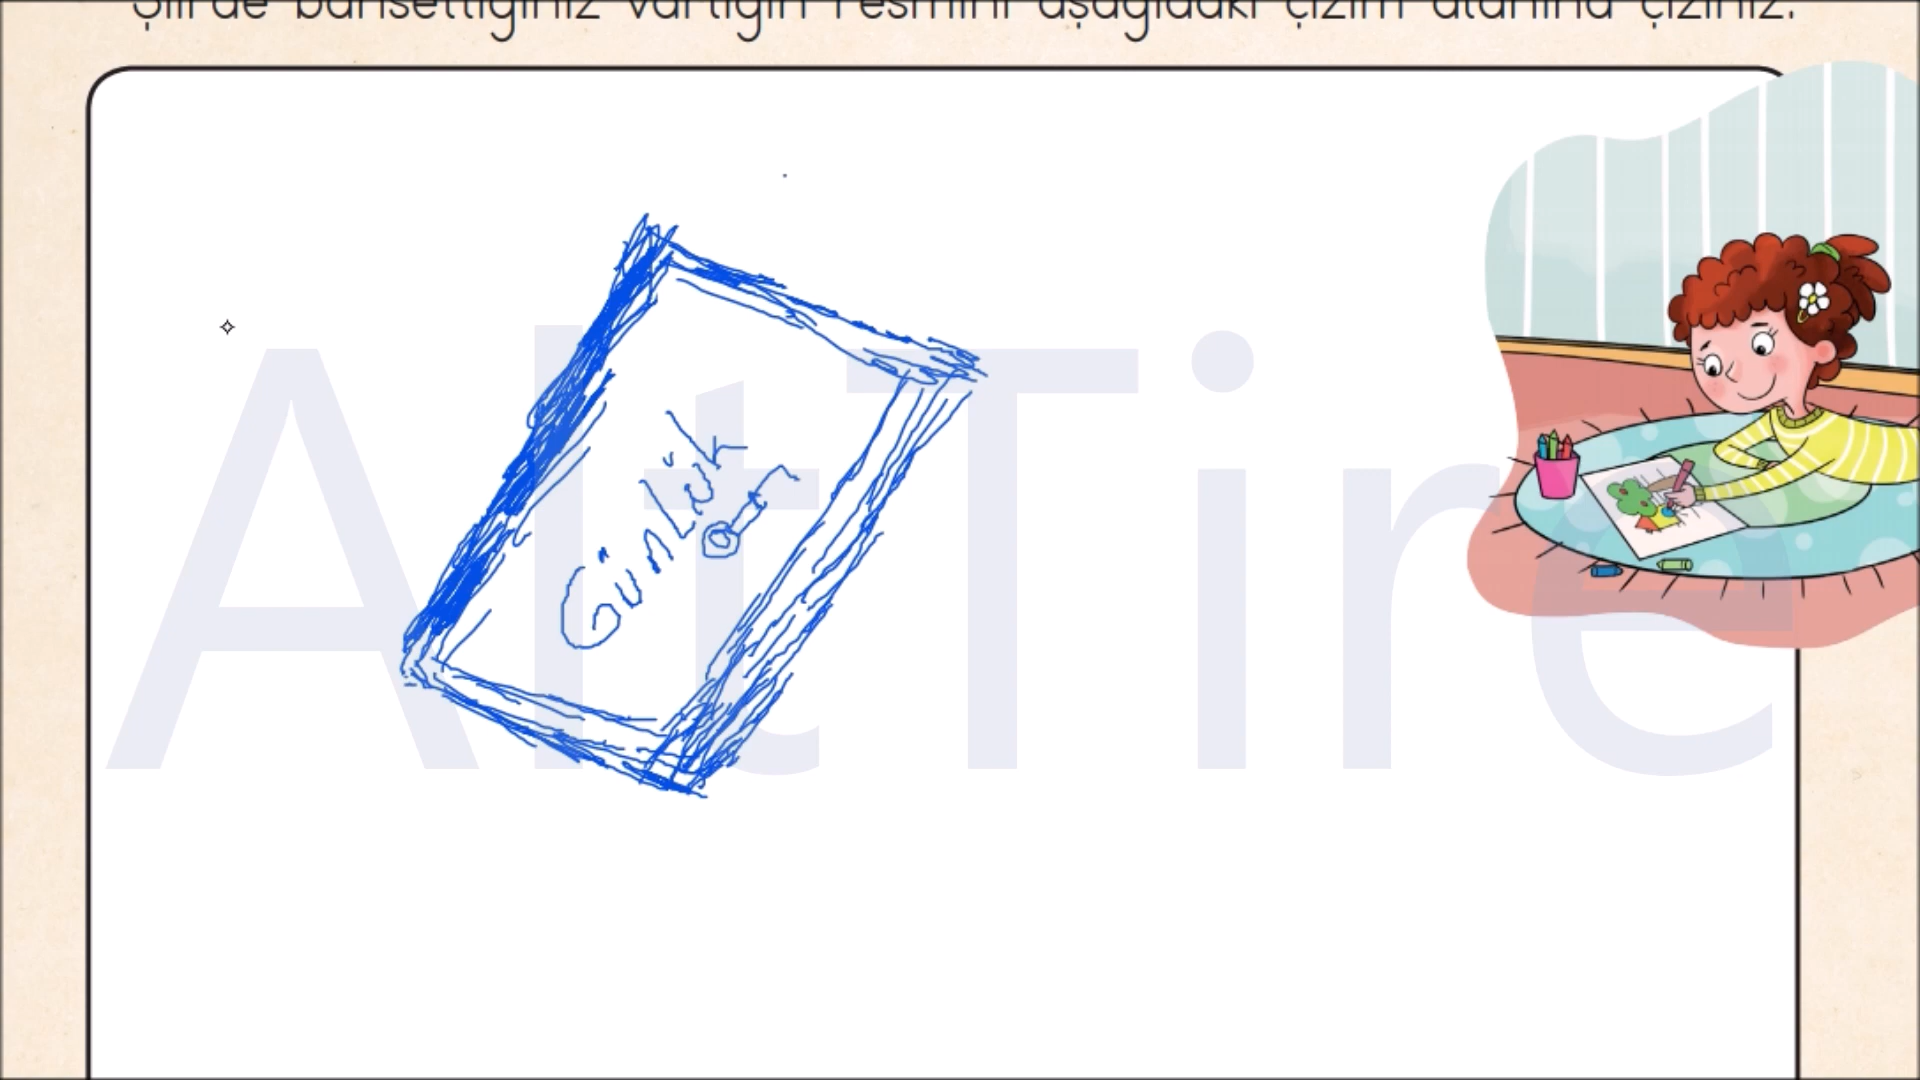 Şiirde bahsettiğiniz varlığın resmini aşağıdaki çizim alanına çiziniz.
AltTire
Günlük